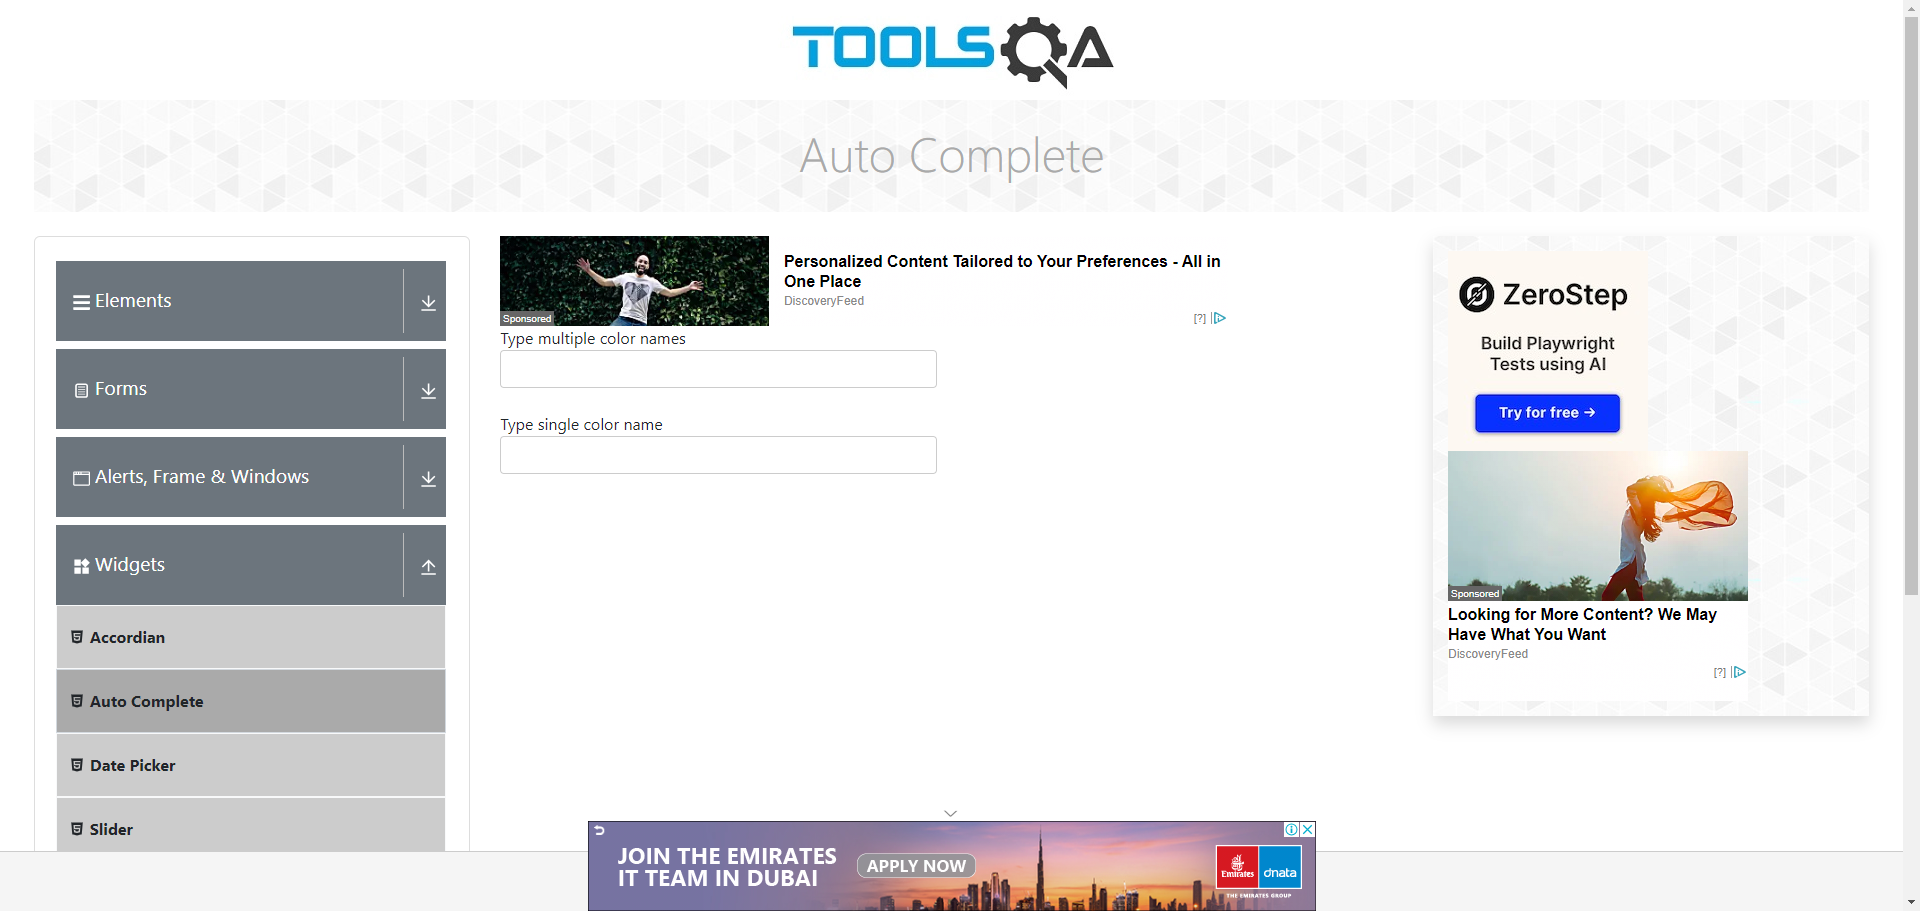 TOOLSQA
Auto Complete
Elements
Forms
Alerts, Frame & Windows
Widgets
Accordian
Auto Complete
Date Picker
Slider
Sponsored
Personalized Content Tailored to Your Preferences - All in
One Place
DiscoveryFeed
[?]
Type multiple color names
Type single color name
ZeroStep
Build Playwright
Tests using AI
Try for free →
Sponsored
Looking for More Content? We May
Have What You Want
DiscoveryFeed
[?]
JOIN THE EMIRATES
IT TEAM IN DUBAI
APPLY NOW
Emirates
dnata
THE EMIRATES GROUP